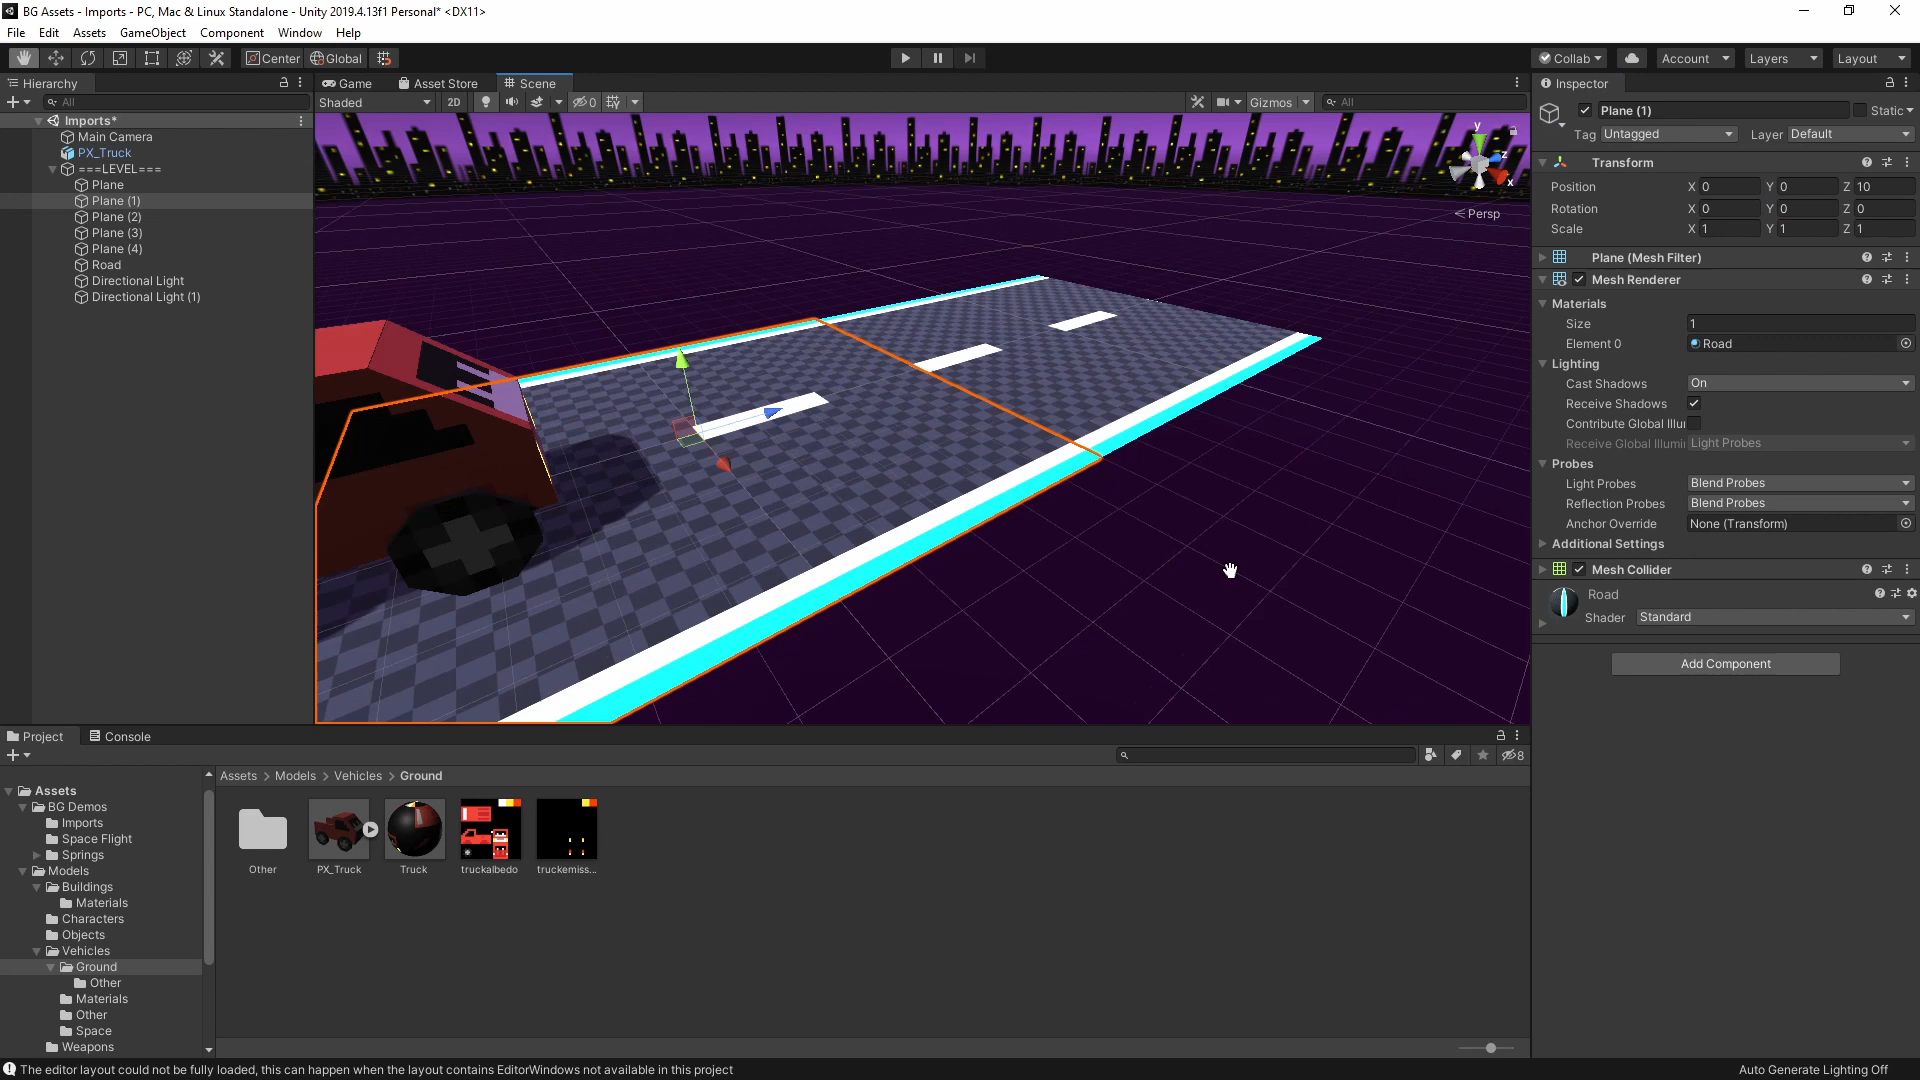 BG Assets - Imports - PC, Mac & Linux Standalone - Unity 2019.4.13f1 Personal* <DX11>
File Edit Assets GameObject Component Window Help
Center Global Collab Account Layers Layout
Hierarchy Game Asset Store Scene Inspector
All Shaded 2D 0 Gizmos All
Plane (1) Static
Tag Untagged Layer Default
Imports*
Main Camera
PX_Truck
===LEVEL===
Plane
Plane (1)
Plane (2)
Plane (3)
Plane (4)
Road
Directional Light
Directional Light (1)
y
z
x
Persp
Transform
Position X 0 Y 0 Z 10
Rotation X 0 Y 0 Z 0
Scale X 1 Y 1 Z 1
Plane (Mesh Filter)
Mesh Renderer
Materials
Size 1
Element 0 Road
Lighting
Cast Shadows On
Receive Shadows
Contribute Global Illui
Receive Global Illumin Light Probes
Probes
Light Probes Blend Probes
Reflection Probes Blend Probes
Anchor Override None (Transform)
Additional Settings
Mesh Collider
Road
Shader Standard
Add Component
Project Console
8
Assets
BG Demos
Imports
Space Flight
Springs
Models
Buildings
Materials
Characters
Objects
Vehicles
Ground
Other
Materials
Other
Space
Weapons
Assets > Models > Vehicles > Ground
Other PX_Truck Truck truckalbedo truckemiss...
The editor layout could not be fully loaded, this can happen when the layout contains EditorWindows not available in this project
Auto Generate Lighting Off